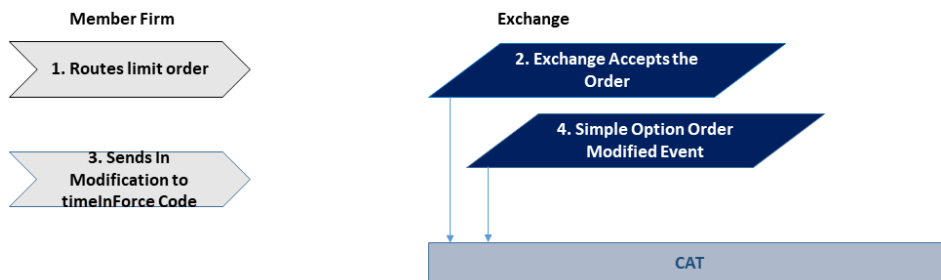 Member Firm
Exchange
1. Routes limit order
2. Exchange Accepts the
Order
4. Simple Option Order
Modified Event
3. Sends In
Modification to
timeInForce Code
CAT